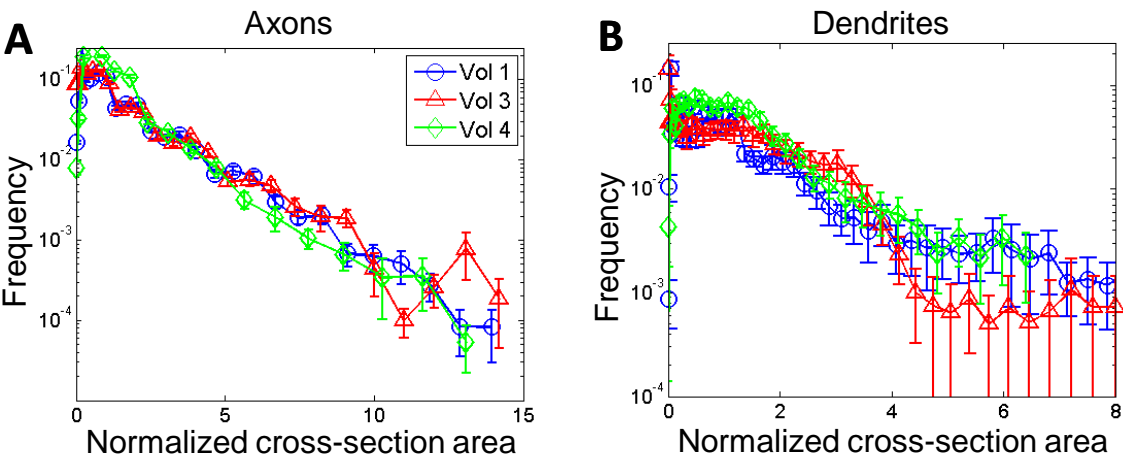 A
Axons
Frequency
10^-1
10^-2
10^-3
10^-4
0
5
10
15
Normalized cross-section area
Vol 1
Vol 3
Vol 4
B
Dendrites
Frequency
10^-1
10^-2
10^-3
10^-4
0
2
4
6
8
Normalized cross-section area